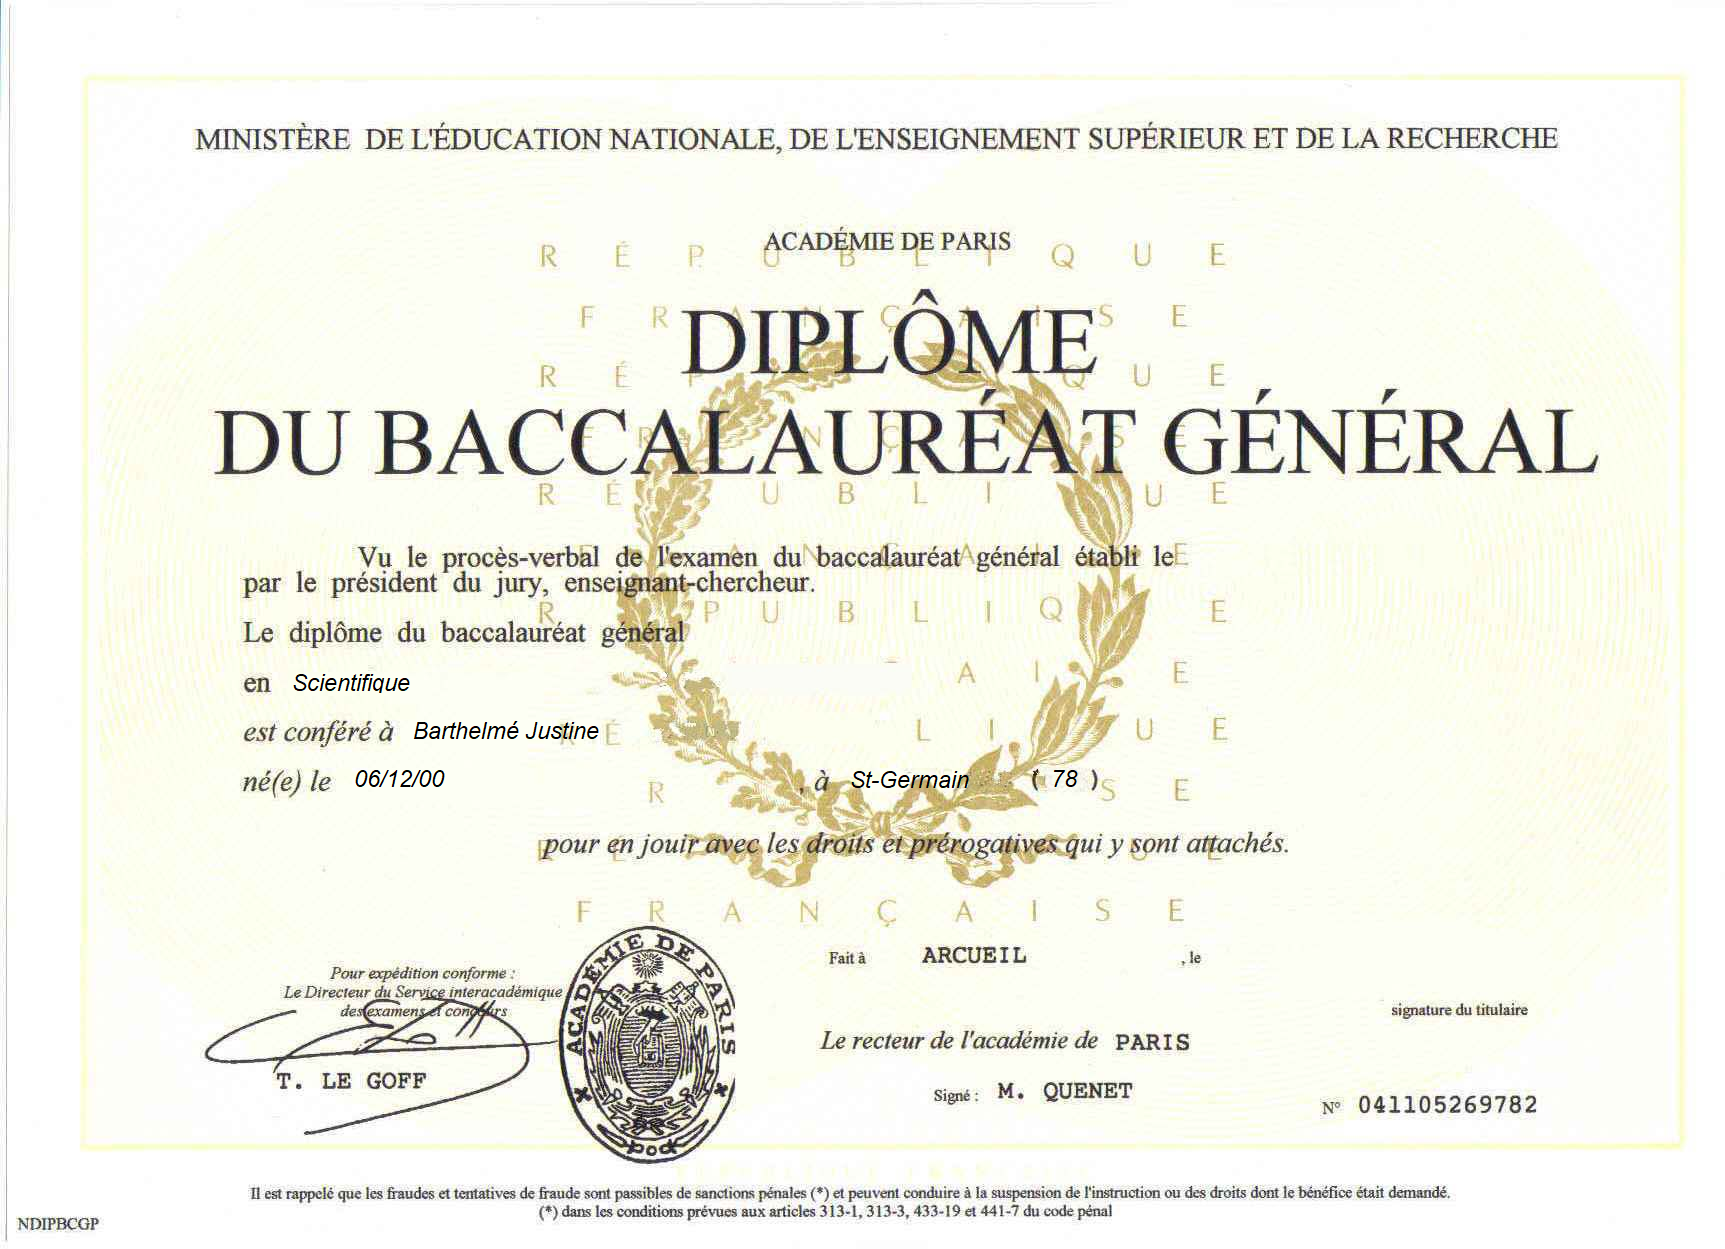 MINISTÈRE DE L'ÉDUCATION NATIONALE, DE L'ENSEIGNEMENT SUPÉRIEUR ET DE LA RECHERCHE
ACADÉMIE DE PARIS
RÉPUBLIQUE
FRANÇAISE
DIPLÔME
DU BACCALAURÉAT GÉNÉRAL
Vu le procès-verbal de l'examen du baccalauréat général établi le
par le président du jury, enseignant-chercheur.
Le diplôme du baccalauréat général
en Scientifique
est conféré à Barthelmé Justine
né(e) le 06/12/00 , à St-Germain ( 78 )
pour en jouir avec les droits et prérogatives qui y sont attachés.
FRANÇAISE
Fait à ARCUEIL , le
Pour expédition conforme :
Le Directeur du Service interacadémique
des examens et concours
T. LE GOFF
ACADÉMIE DE PARIS
signature du titulaire
Le recteur de l'académie de PARIS
Signé : M. QUENET
N° 041105269782
Il est rappelé que les fraudes et tentatives de fraude sont passibles de sanctions pénales (*) et peuvent conduire à la suspension de l'instruction ou des droits dont le bénéfice était demandé.
(*) dans les conditions prévues aux articles 313-1, 313-3, 433-19 et 441-7 du code pénal
NDIPBCGP